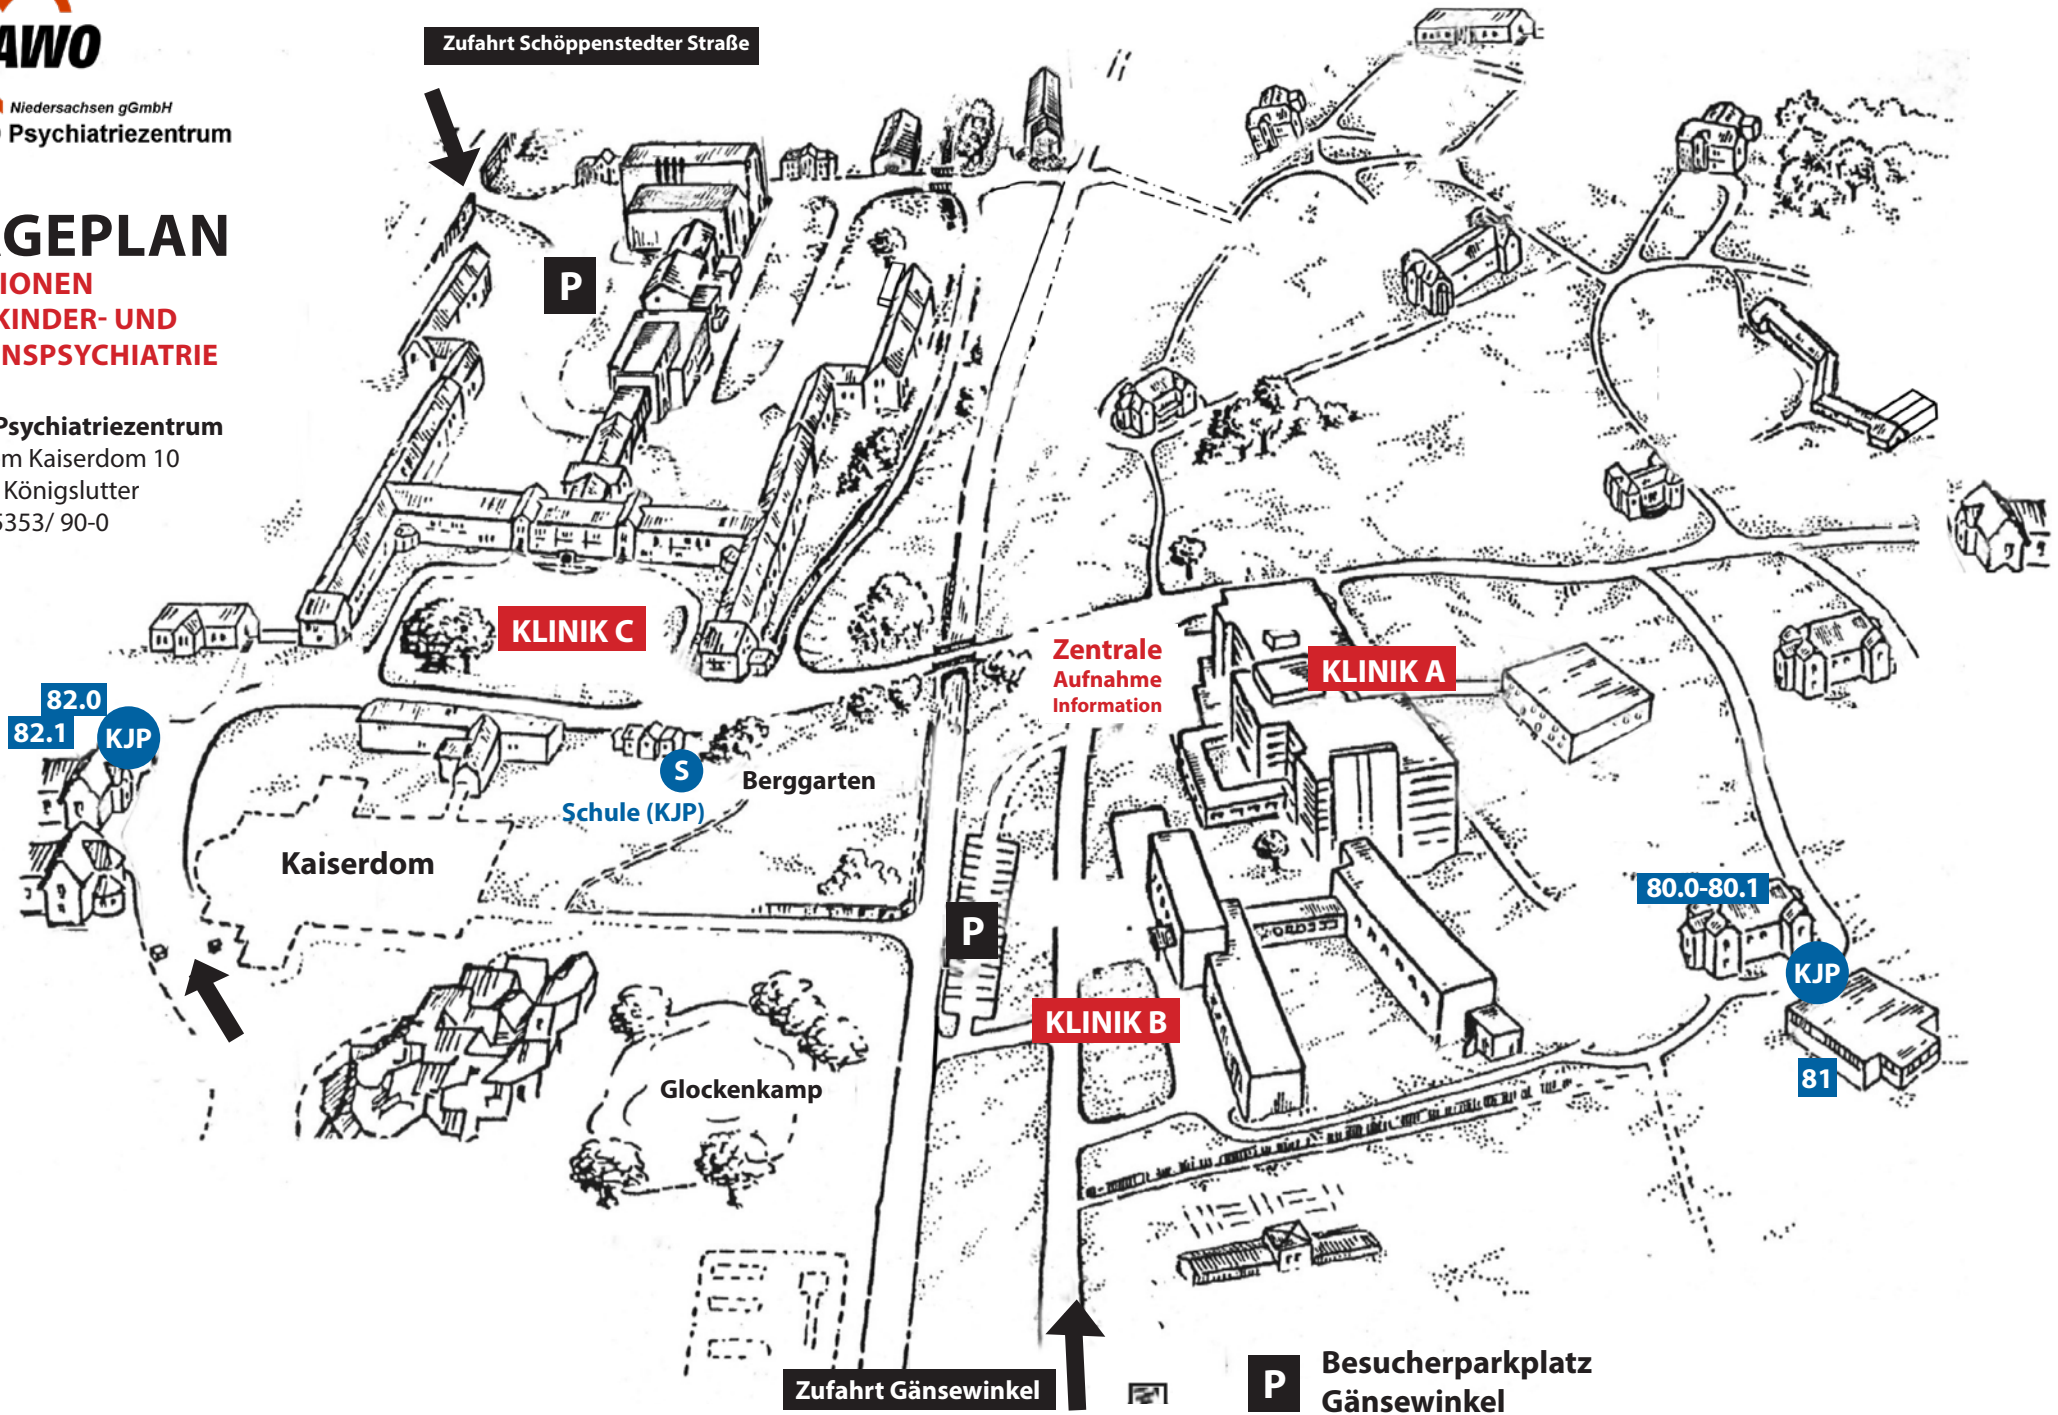 AWO
Niedersachsen gGmbH
Psychiatriezentrum
GEPLAN
IONEN
KINDER- UND
NSPSYCHIATRIE
Psychiatriezentrum
m Kaiserdom 10
Königslutter
5353/ 90-0
Zufahrt Schöppenstedter Straße
P
KLINIK C
Zentrale
Aufnahme
Information
KLINIK A
82.0
82.1
KJP
S
Schule (KJP)
Berggarten
Kaiserdom
P
80.0-80.1
KJP
81
KLINIK B
Glockenkamp
Zufahrt Gänsewinkel
P
Besucherparkplatz
Gänsewinkel